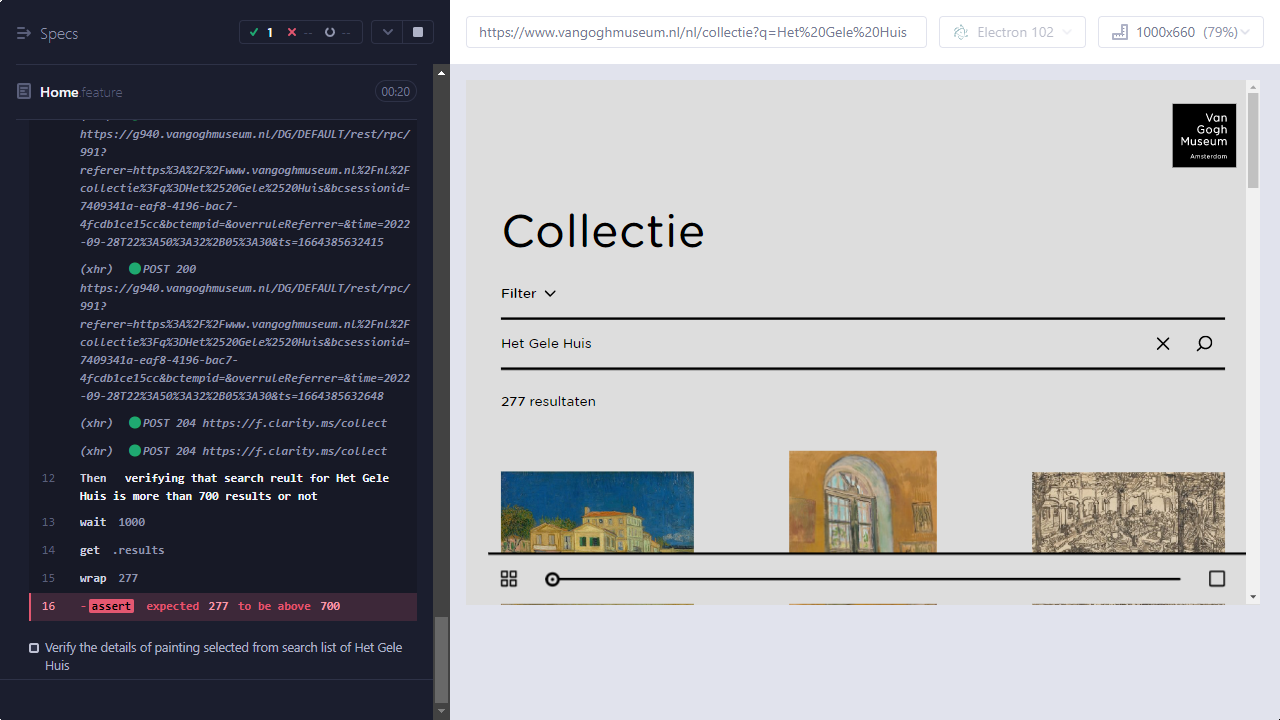 Specs
1
--
--
https://www.vangoghmuseum.nl/nl/collectie?q=Het%20Gele%20Huis
Electron 102
1000x660 (79%)
Home.feature
00:20
https://g940.vangoghmuseum.nl/DG/DEFAULT/rest/rpc/
991?
referer=https%3A%2F%2Fwww.vangoghmuseum.nl%2Fnl%2F
collectie%3Fq%3DHet%2520Gele%2520Huis&bcsessionid=
7409341a-eaf8-4196-bac7-
4fcdb1ce15cc&bctempid=&overruleReferrer=&time=2022
-09-28T22%3A50%3A32%2B05%3A30&ts=1664385632415
(xhr) POST 200
https://g940.vangoghmuseum.nl/DG/DEFAULT/rest/rpc/
991?
referer=https%3A%2F%2Fwww.vangoghmuseum.nl%2Fnl%2F
collectie%3Fq%3DHet%2520Gele%2520Huis&bcsessionid=
7409341a-eaf8-4196-bac7-
4fcdb1ce15cc&bctempid=&overruleReferrer=&time=2022
-09-28T22%3A50%3A32%2B05%3A30&ts=1664385632648
(xhr) POST 204 https://f.clarity.ms/collect
(xhr) POST 204 https://f.clarity.ms/collect
12 Then verifying that search reult for Het Gele
Huis is more than 700 results or not
13 wait 1000
14 get .results
15 wrap 277
16 -assert expected 277 to be above 700
Verify the details of painting selected from search list of Het Gele
Huis
Van
Gogh
Museum
Amsterdam
Collectie
Filter
Het Gele Huis
277 resultaten